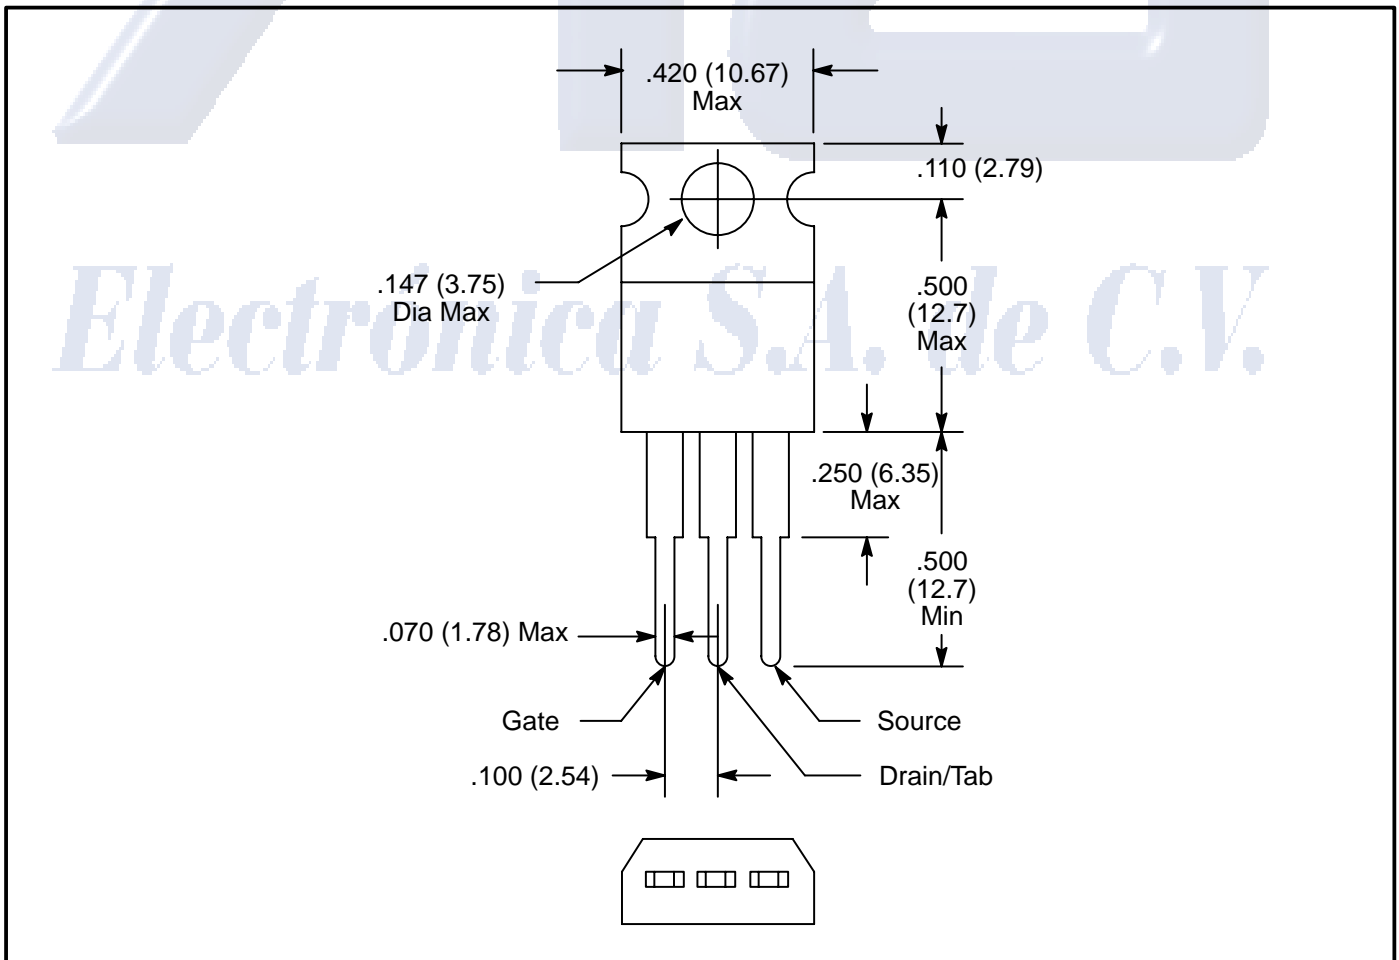 .420 (10.67)
Max
.110 (2.79)
.147 (3.75)
Dia Max
.500
(12.7)
Max
Electrónica S.A. de C.V.
.250 (6.35)
Max
.500
(12.7)
Min
.070 (1.78) Max
Gate
Source
.100 (2.54)
Drain/Tab